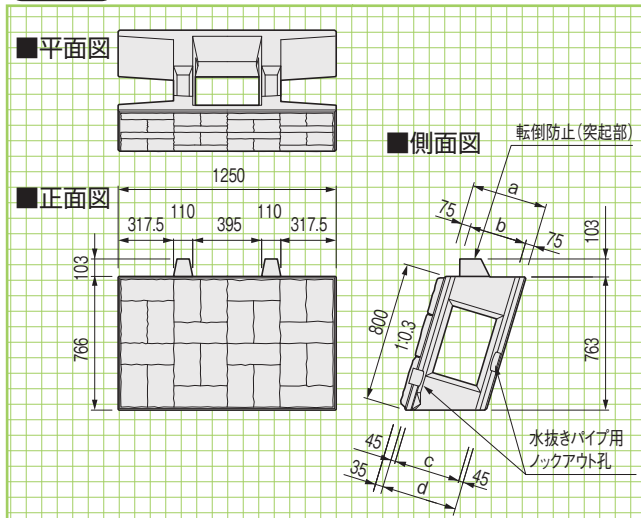 ■平面図
■側面図
転倒防止（突起部）
a
75
b
75
103
1250
■正面図
110
110
317.5
395
317.5
103
766
800
1:0.3
763
水抜きパイプ用
ノックアウト孔
45
c
45
35
d